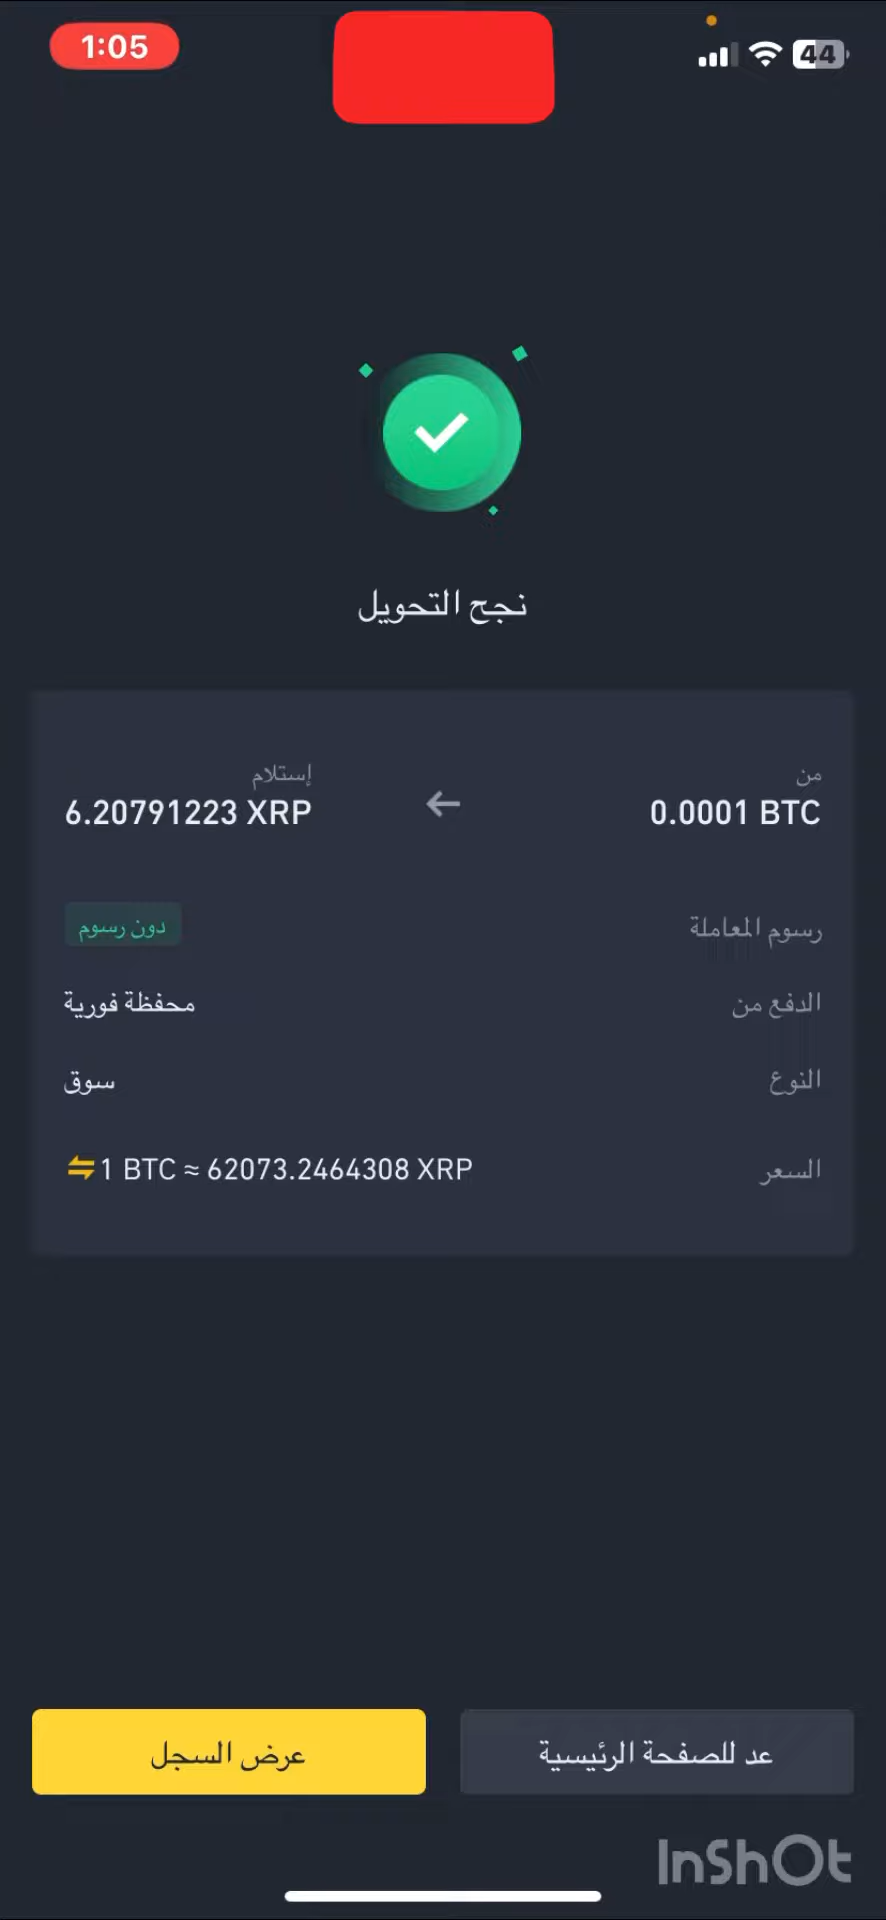 1:05
44
نجح التحويل
من
0.0001 BTC
إستلام
6.20791223 XRP
رسوم المعاملة
دون رسوم
الدفع من
محفظة فورية
النوع
سوق
السعر
1 BTC ≈ 62073.2464308 XRP
عد للصفحة الرئيسية
عرض السجل
InShOt